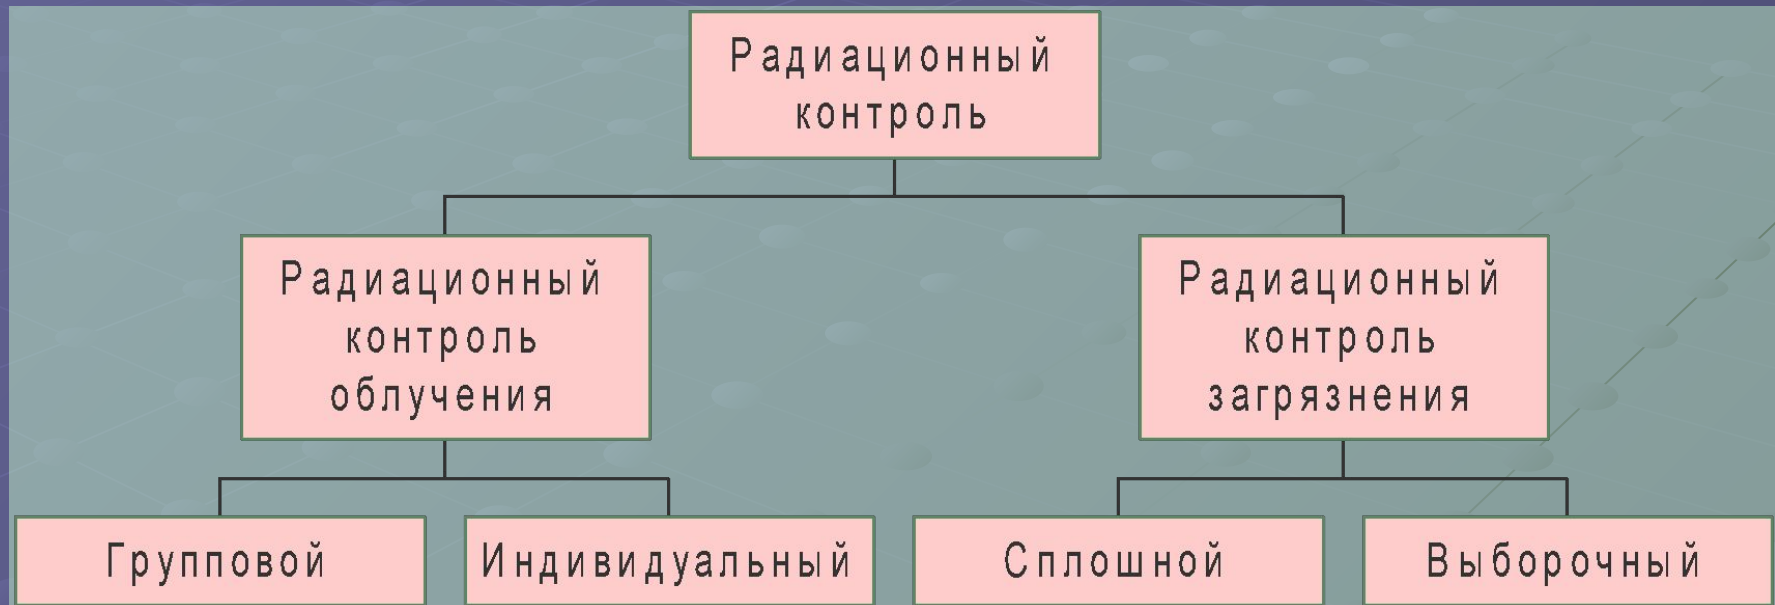 Радиационный
контроль
Радиационный
контроль
облучения
Радиационный
контроль
загрязнения
Групповой
Индивидуальный
Сплошной
Выборочный